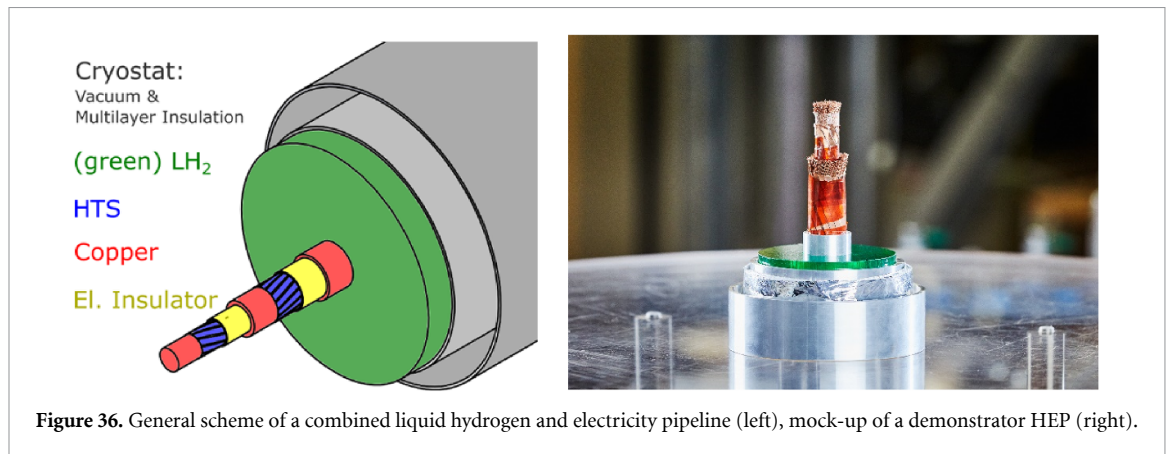 Cryostat:
Vacuum &
Multilayer Insulation
(green) LH₂
HTS
Copper
El. Insulator
Figure 36. General scheme of a combined liquid hydrogen and electricity pipeline (left), mock-up of a demonstrator HEP (right).